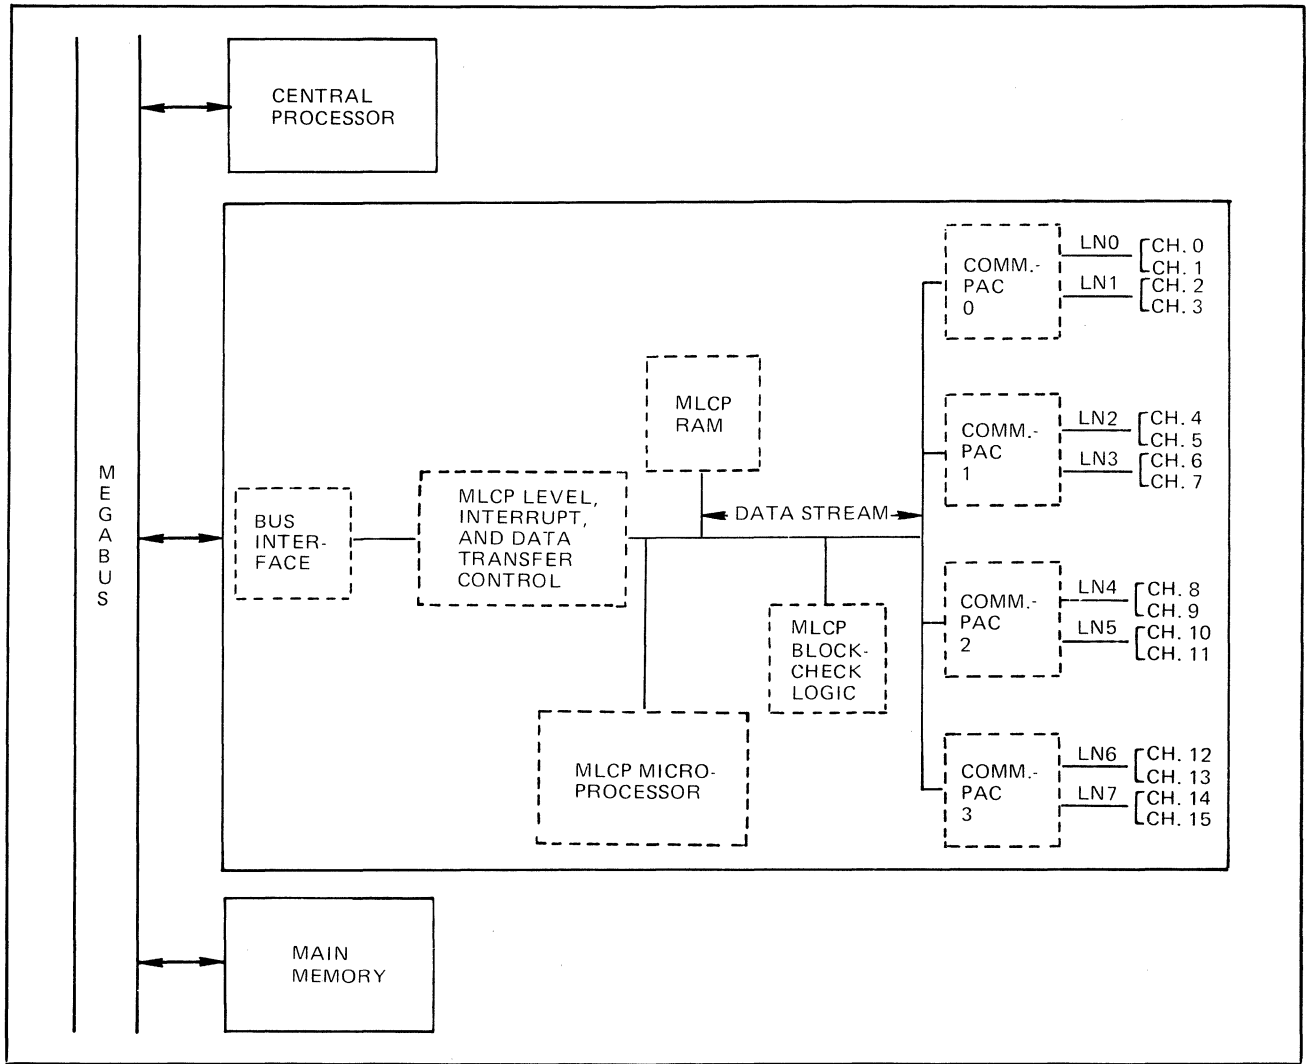 CENTRAL
PROCESSOR
MEGABUS
BUS
INTER-
FACE
MLCP LEVEL,
INTERRUPT,
AND DATA
TRANSFER
CONTROL
MLCP
RAM
DATA STREAM
MLCP MICRO-
PROCESSOR
MLCP
BLOCK-
CHECK
LOGIC
COMM.-
PAC
0
LN0
CH. 0
CH. 1
LN1
CH. 2
CH. 3
COMM.-
PAC
1
LN2
CH. 4
CH. 5
LN3
CH. 6
CH. 7
COMM.-
PAC
2
LN4
CH. 8
CH. 9
LN5
CH. 10
CH. 11
COMM.-
PAC
3
LN6
CH. 12
CH. 13
LN7
CH. 14
CH. 15
MAIN
MEMORY